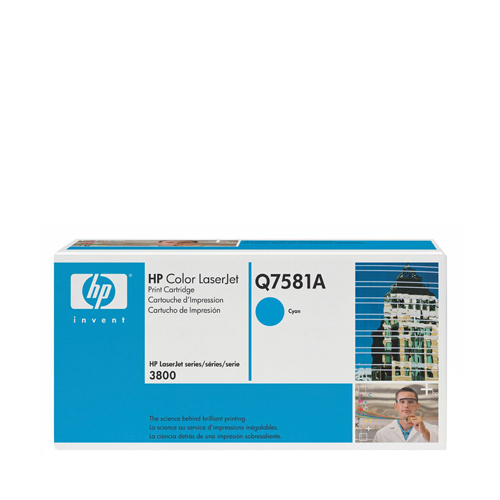 hp
invent
HP Color LaserJet
Print Cartridge
Cartouche d'Impression
Cartucho de Impresión
HP LaserJet series/séries/serie
3800
Q7581A
Cyan
The science behind brilliant printing.
La science au service d'impressions inégalables.
La ciencia detras de una impresión sobresaliente.